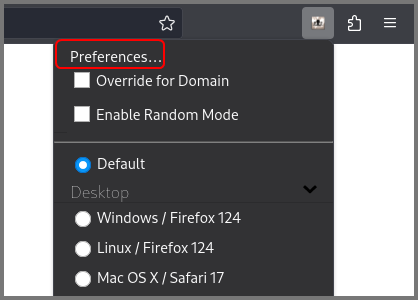 Preferences...
Override for Domain
Enable Random Mode
Default
Desktop
Windows / Firefox 124
Linux / Firefox 124
Mac OS X / Safari 17